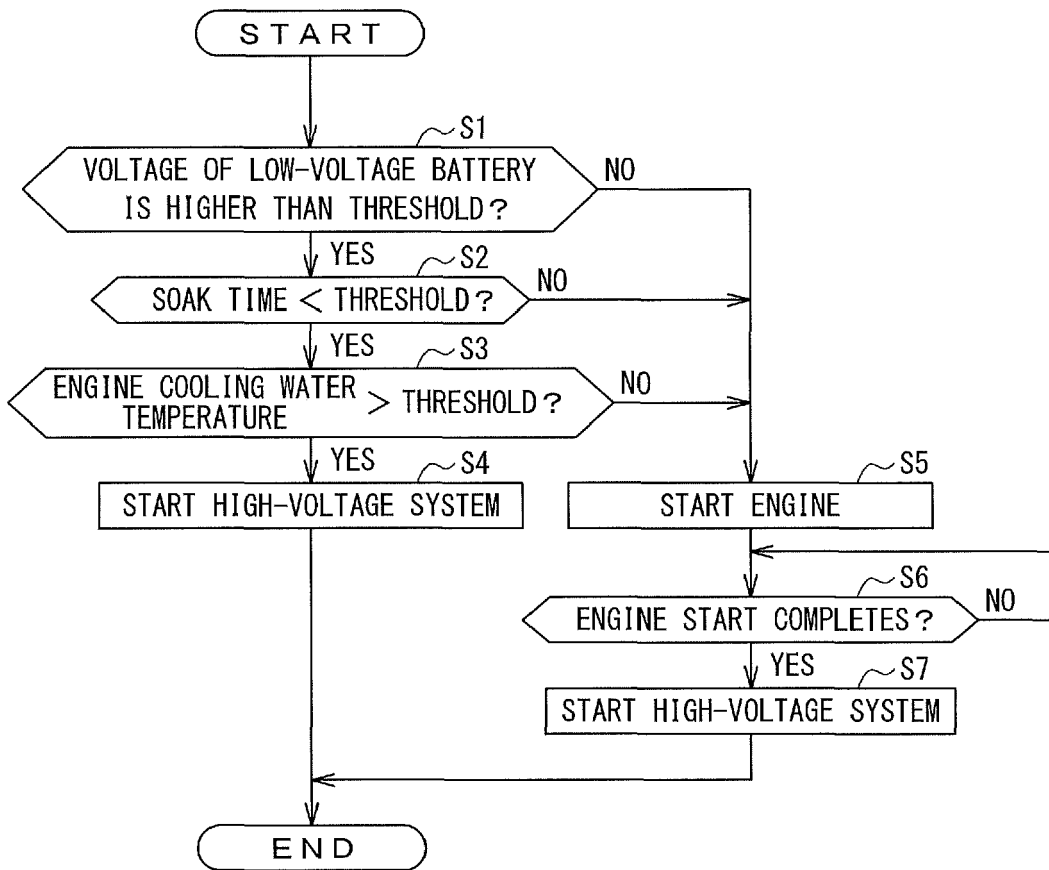 START
S1
VOLTAGE OF LOW-VOLTAGE BATTERY
IS HIGHER THAN THRESHOLD?
NO
YES
S2
SOAK TIME < THRESHOLD?
NO
YES
S3
ENGINE COOLING WATER
TEMPERATURE > THRESHOLD?
NO
YES
S4
START HIGH-VOLTAGE SYSTEM
S5
START ENGINE
S6
ENGINE START COMPLETES?
NO
YES
S7
START HIGH-VOLTAGE SYSTEM
END